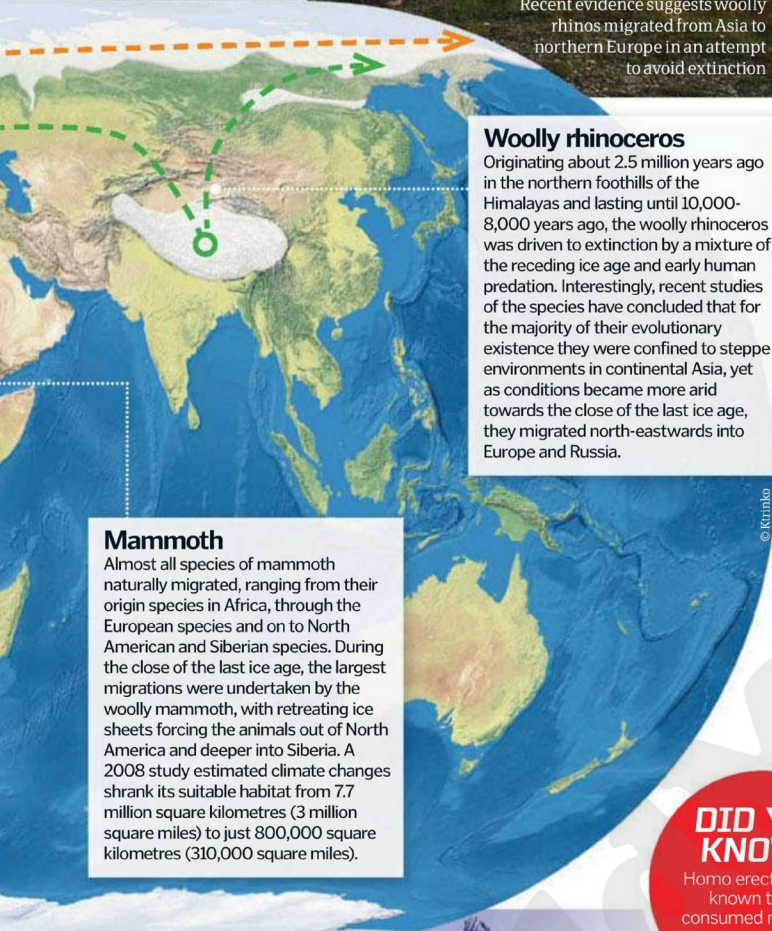 Recent evidence suggests woolly
rhinos migrated from Asia to
northern Europe in an attempt
to avoid extinction
Woolly rhinoceros
Originating about 2.5 million years ago
in the northern foothills of the
Himalayas and lasting until 10,000-
8,000 years ago, the woolly rhinoceros
was driven to extinction by a mixture of
the receding ice age and early human
predation. Interestingly, recent studies
of the species have concluded that for
the majority of their evolutionary
existence they were confined to steppe
environments in continental Asia, yet
as conditions became more arid
towards the close of the last ice age,
they migrated north-eastwards into
Europe and Russia.
© Ktrinko
Mammoth
Almost all species of mammoth
naturally migrated, ranging from their
origin species in Africa, through the
European species and on to North
American and Siberian species. During
the close of the last ice age, the largest
migrations were undertaken by the
woolly mammoth, with retreating ice
sheets forcing the animals out of North
America and deeper into Siberia. A
2008 study estimated climate changes
shrank its suitable habitat from 7.7
million square kilometres (3 million
square miles) to just 800,000 square
kilometres (310,000 square miles).
DID
KNO
Homo erect
known t
consumed